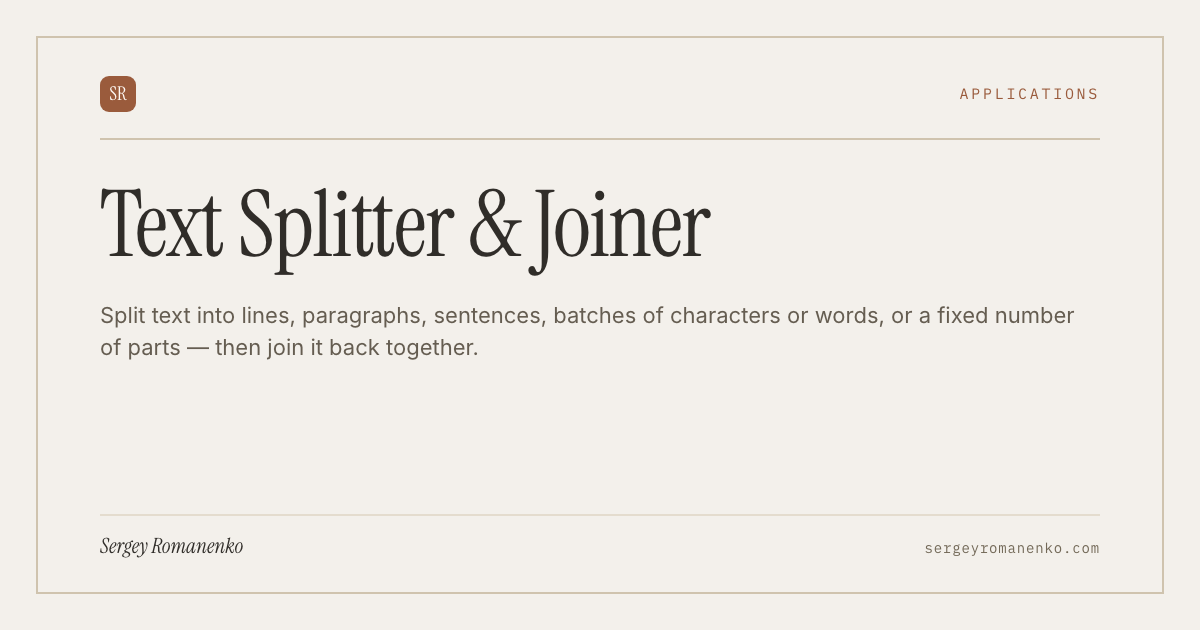 SR
APPLICATIONS
Text Splitter & Joiner
Split text into lines, paragraphs, sentences, batches of characters or words, or a fixed number
of parts — then join it back together.
Sergey Romanenko
sergeyromanenko.com